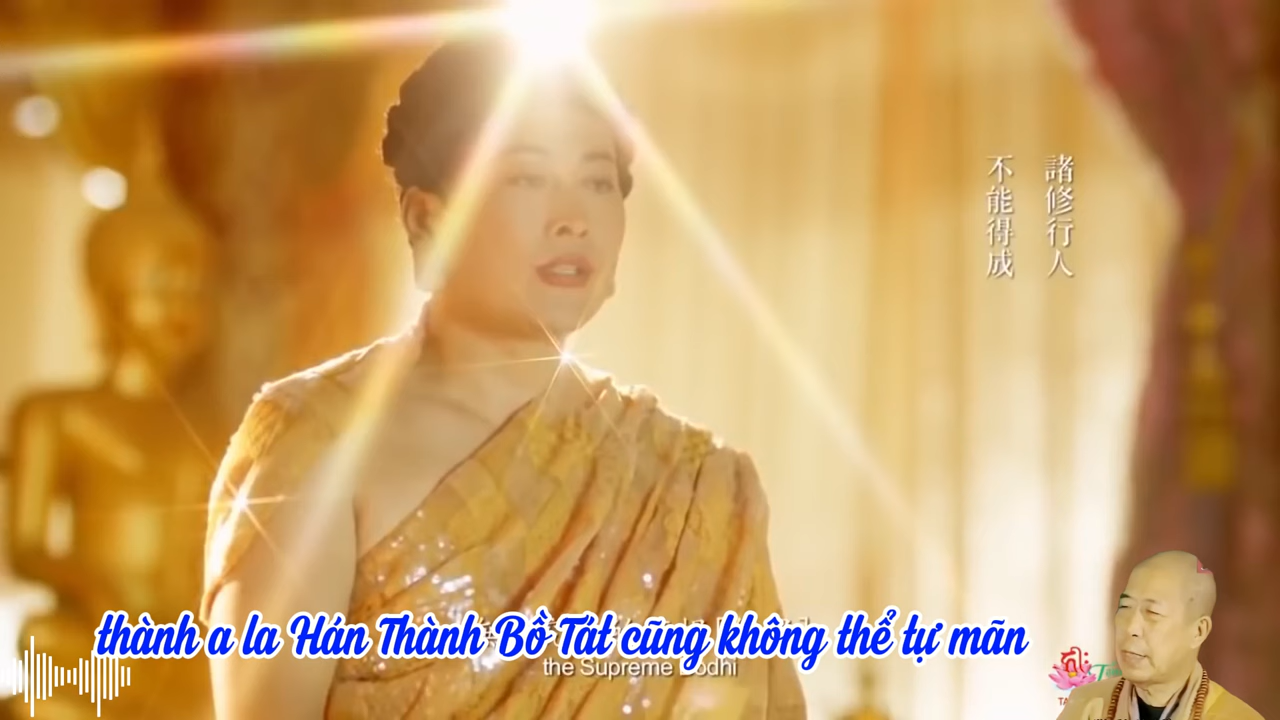 諸修行人
不能得成
thành a la Hán Thành Bồ Tát cũng không thể tự mãn
the Supreme Bodhi